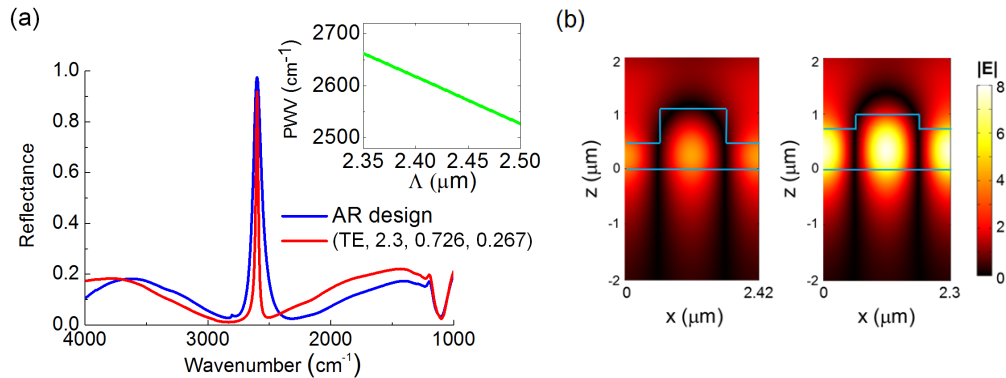 (a)
PWV (cm⁻¹)
2700
2600
2500
2.35 2.40 2.45 2.50
Λ (μm)
Reflectance
1.0
0.8
0.6
0.4
0.2
0.0
AR design
(TE, 2.3, 0.726, 0.267)
4000 3000 2000 1000
Wavenumber (cm⁻¹)
(b)
z (μm)
2
1
0
-1
-2
0 2.42
x (μm)
z (μm)
2
1
0
-1
-2
0 2.3
x (μm)
|E|
8
6
4
2
0